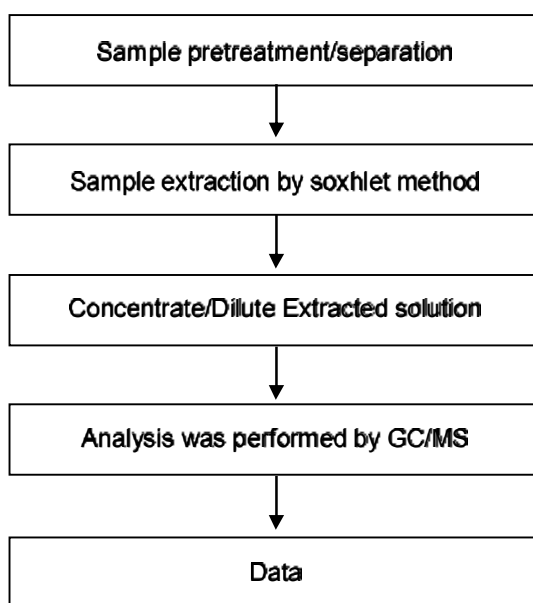 Sample pretreatment/separation
Sample extraction by soxhlet method
Concentrate/Dilute Extracted solution
Analysis was performed by GC/MS
Data